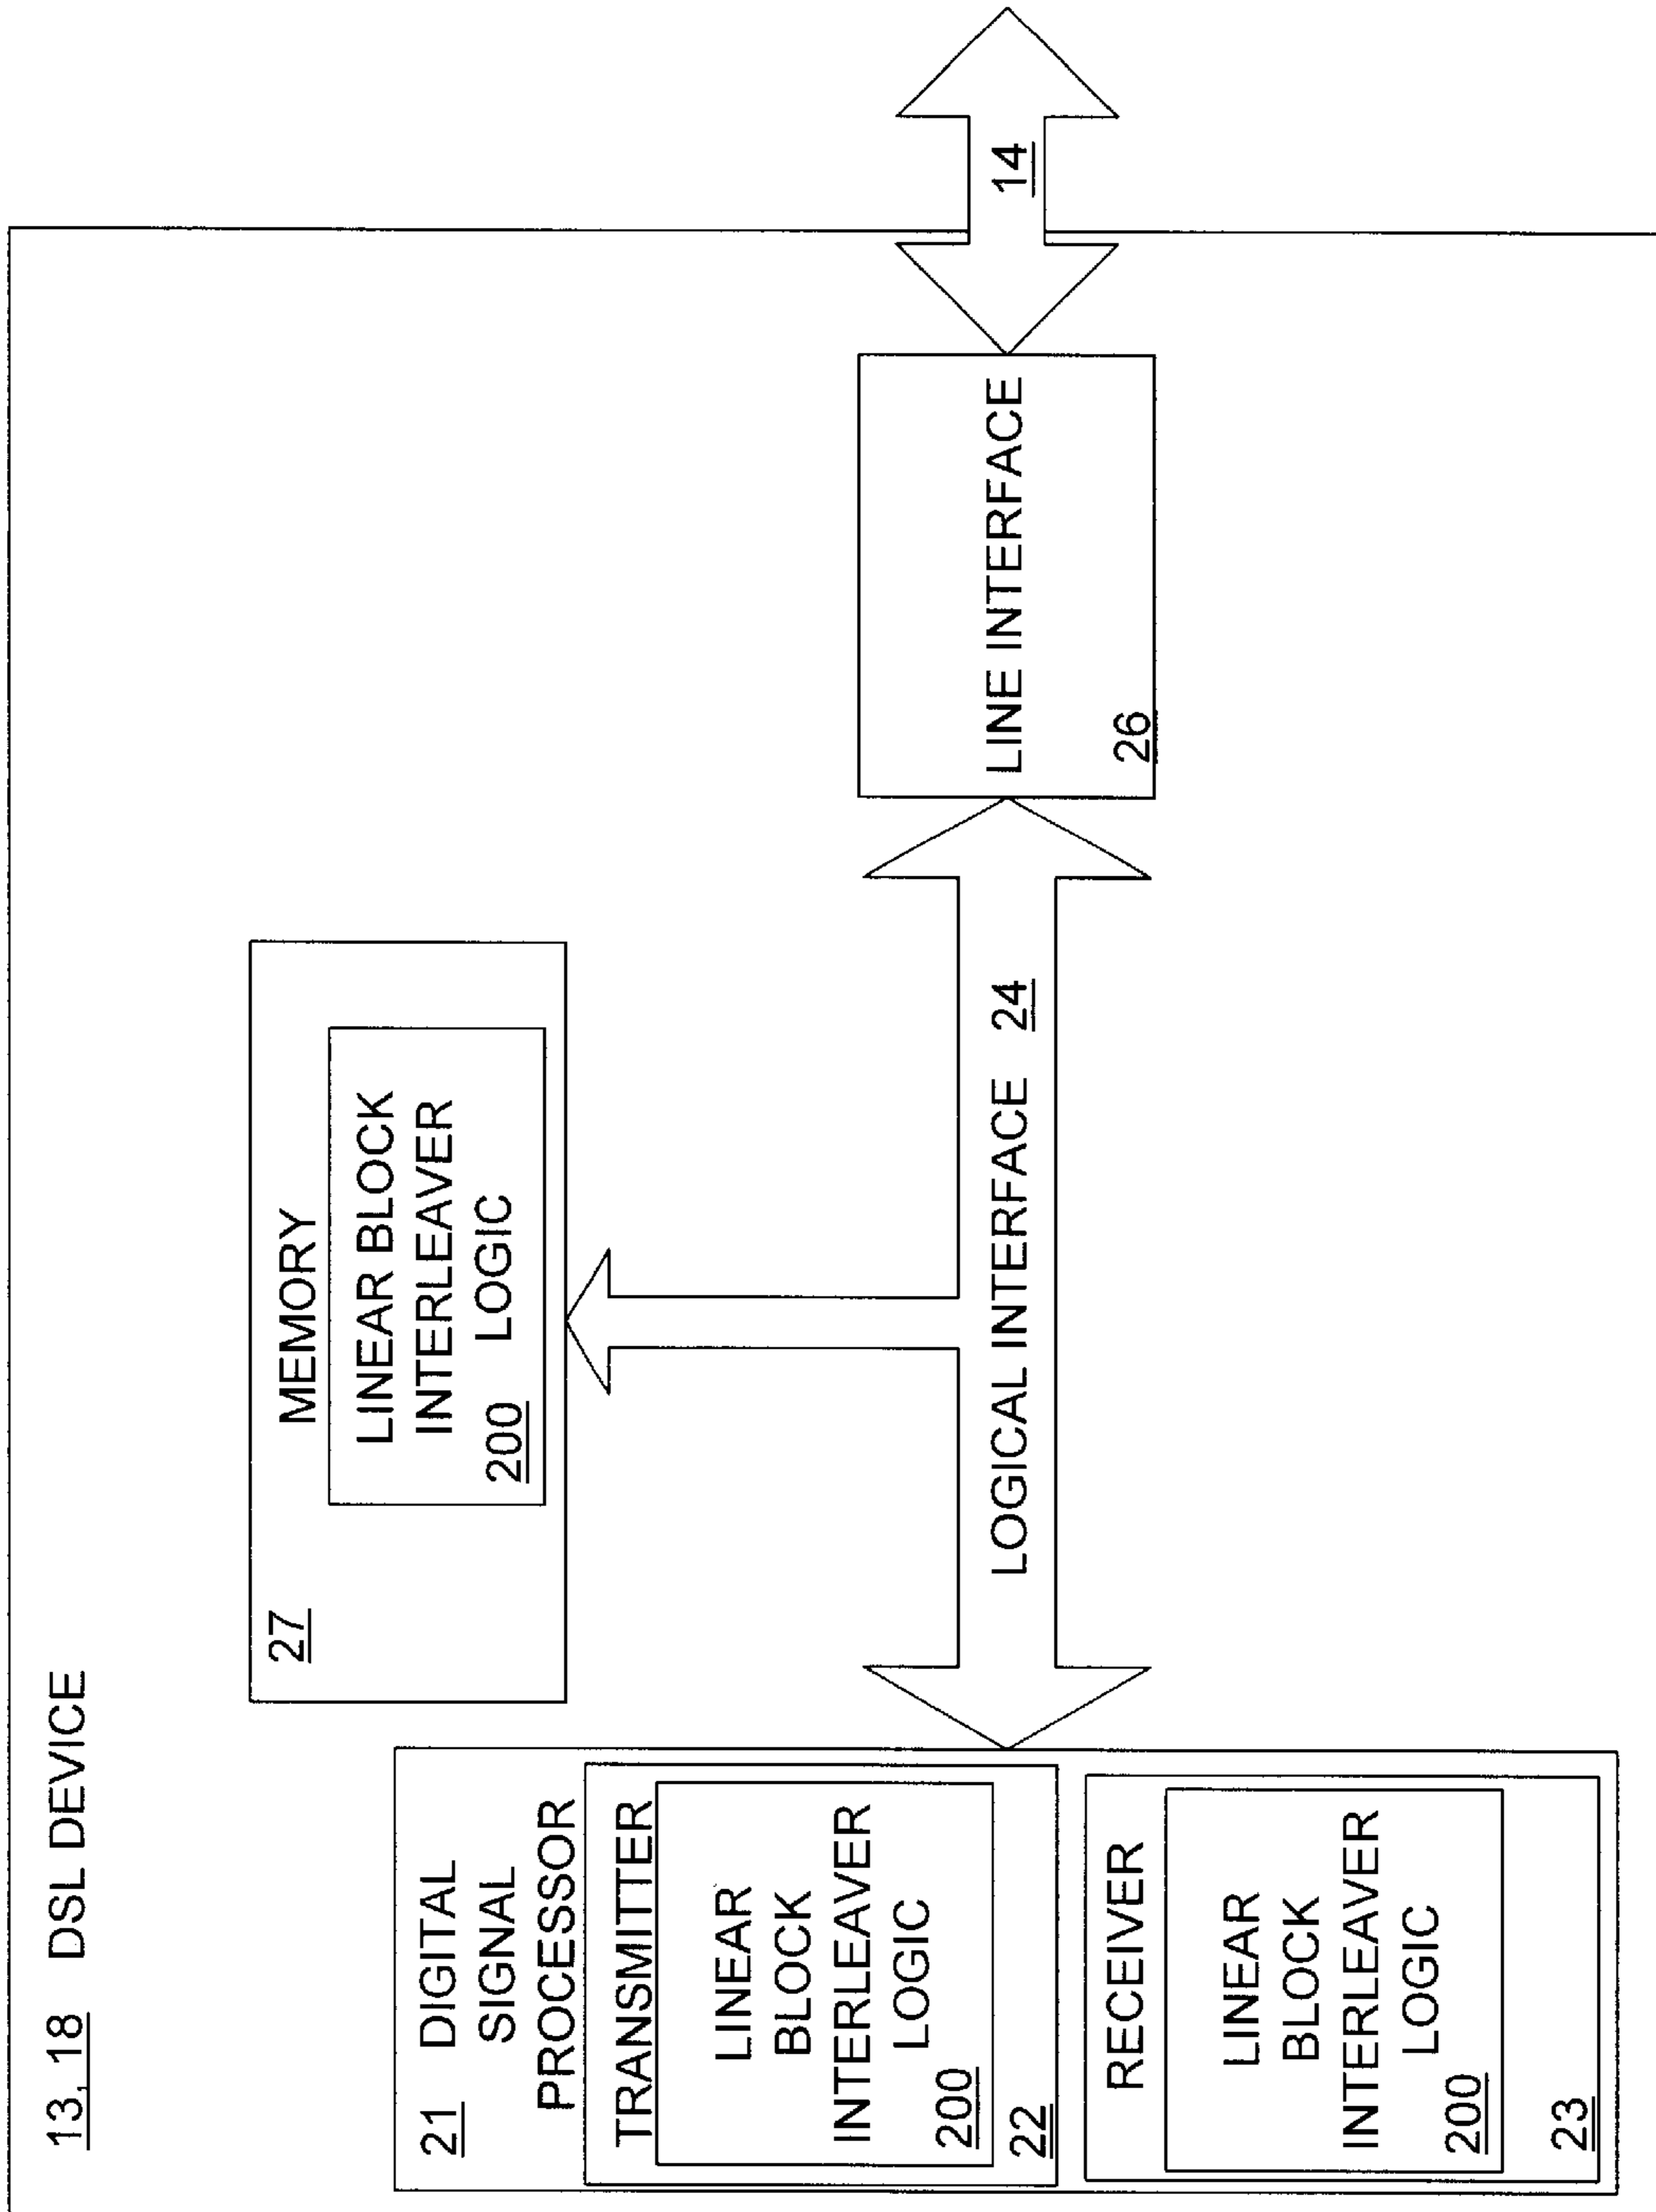 13, 18 DSL DEVICE
27
MEMORY
LINEAR BLOCK
INTERLEAVER
200 LOGIC
21 DIGITAL
SIGNAL
PROCESSOR
TRANSMITTER
LINEAR
BLOCK
INTERLEAVER
LOGIC
200
22
RECEIVER
LINEAR
BLOCK
INTERLEAVER
LOGIC
200
23
LOGICAL INTERFACE 24
LINE INTERFACE
26
14